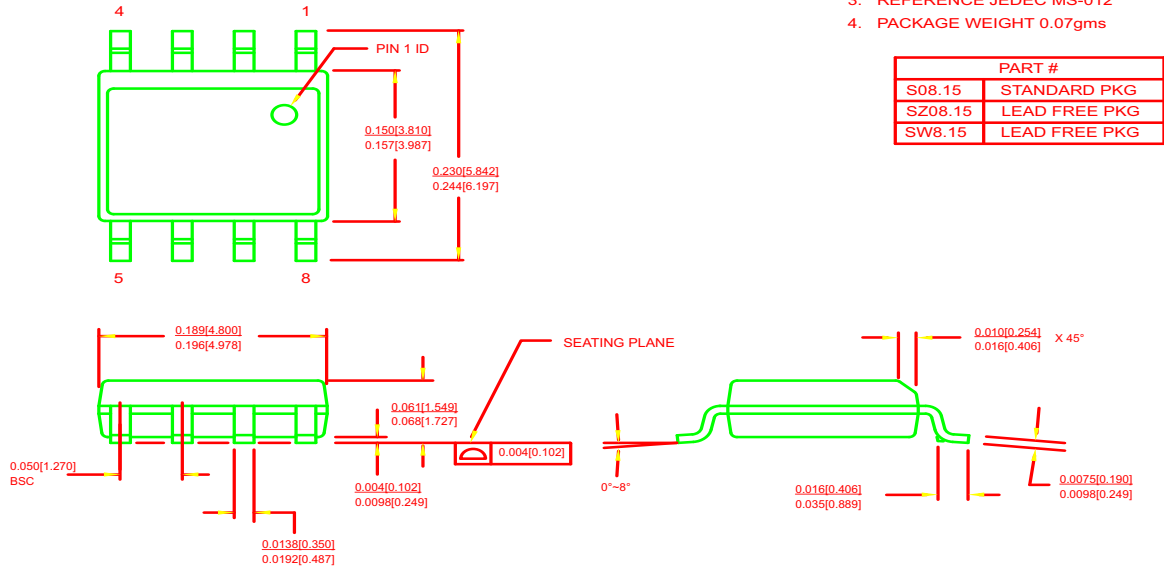 3. REFERENCE JEDEC MS-012
4. PACKAGE WEIGHT 0.07gms
PART #
S08.15 STANDARD PKG
SZ08.15 LEAD FREE PKG
SW8.15 LEAD FREE PKG
4
1
PIN 1 ID
0.150[3.810]
0.157[3.987]
0.230[5.842]
0.244[6.197]
5
8
0.189[4.800]
0.196[4.978]
SEATING PLANE
0.010[0.254]
0.016[0.406]
X 45°
0.061[1.549]
0.068[1.727]
0.004[0.102]
0.050[1.270]
BSC
0.004[0.102]
0.0098[0.249]
0°~8°
0.016[0.406]
0.035[0.889]
0.0075[0.190]
0.0098[0.249]
0.0138[0.350]
0.0192[0.487]